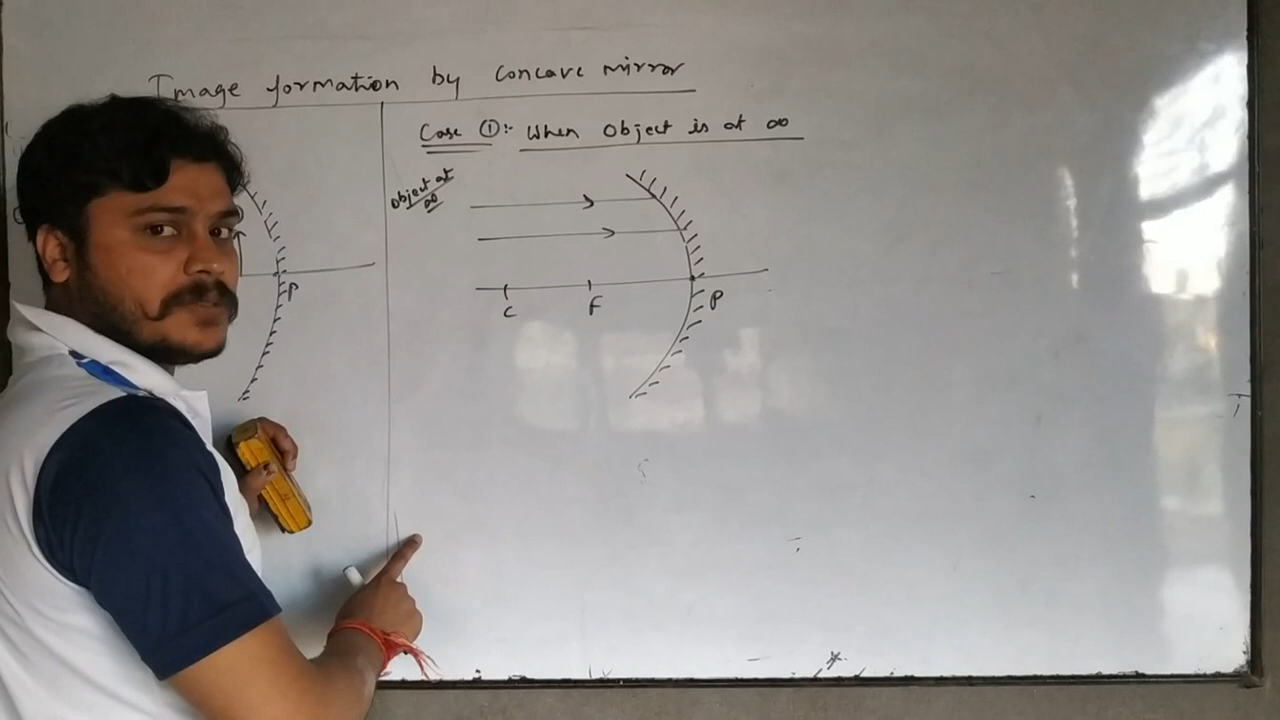 Image formation by concave mirror
Case ①:- When Object is at ∞
Object at
∞
P
C
F
P